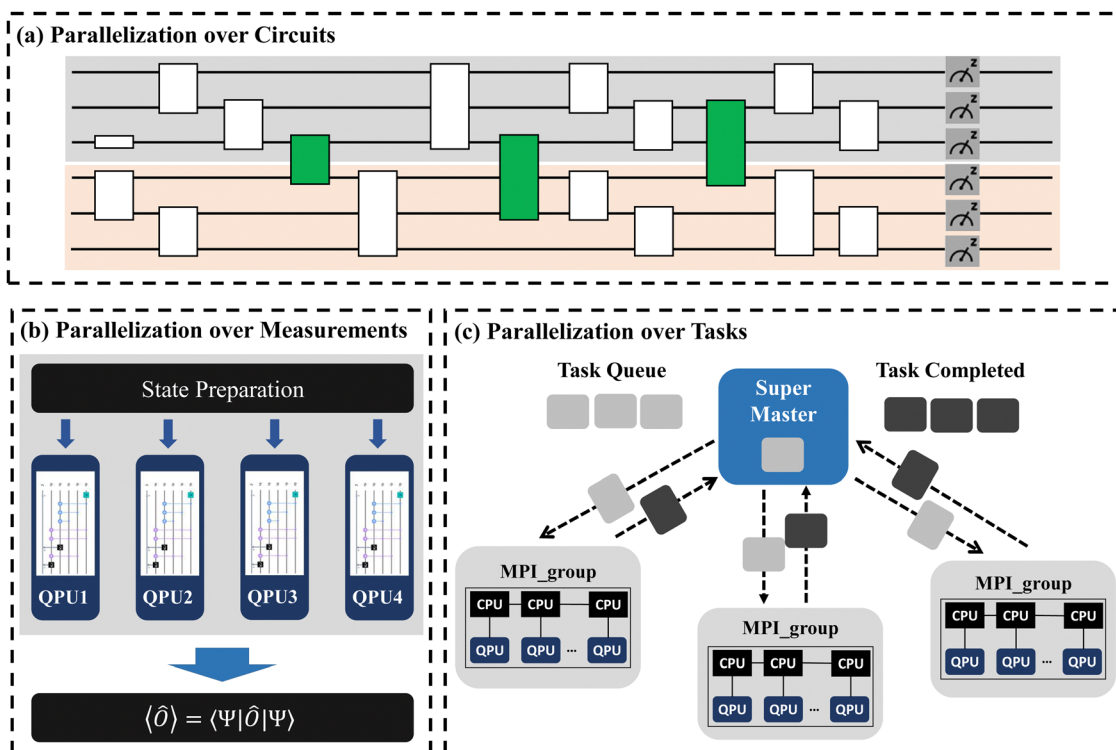 (a) Parallelization over Circuits
z
z
z
z
z
z
(b) Parallelization over Measurements
State Preparation
QPU1 QPU2 QPU3 QPU4
⟨Ô⟩ = ⟨Ψ|Ô|Ψ⟩
(c) Parallelization over Tasks
Task Queue
Super
Master
Task Completed
MPI_group
CPU CPU CPU
QPU QPU ... QPU
MPI_group
CPU CPU CPU
QPU QPU ... QPU
MPI_group
CPU CPU CPU
QPU QPU ... QPU